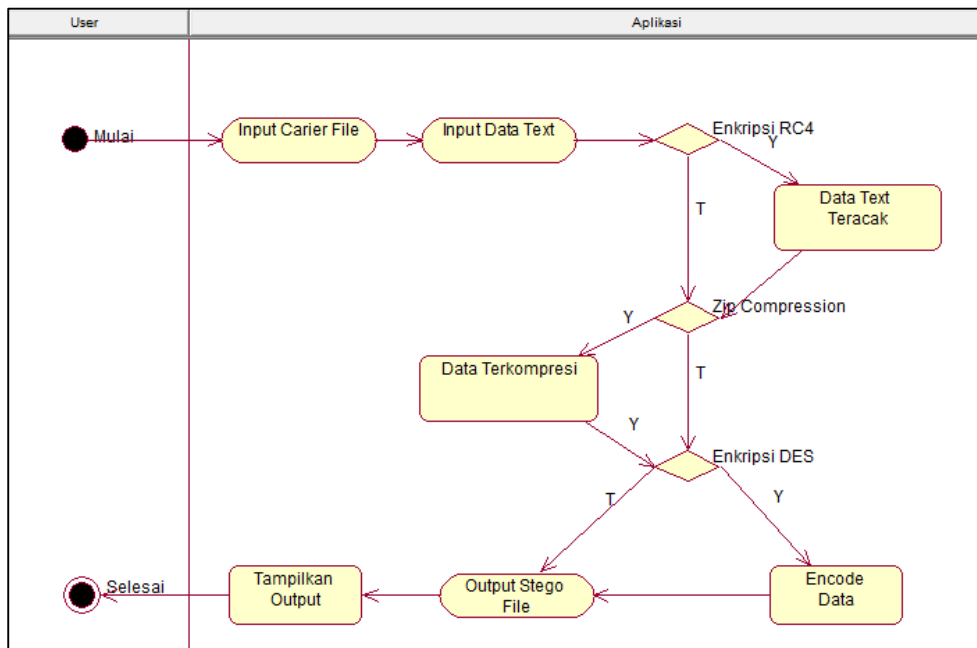 User
Aplikasi
Mulai
Input Carier File
Input Data Text
Enkripsi RC4
Y
Data Text
Teracak
T
Zip Compression
Y
Data Terkompresi
T
Y
Enkripsi DES
T
Y
Selesai
Tampilkan
Output
Output Stego
File
Encode
Data